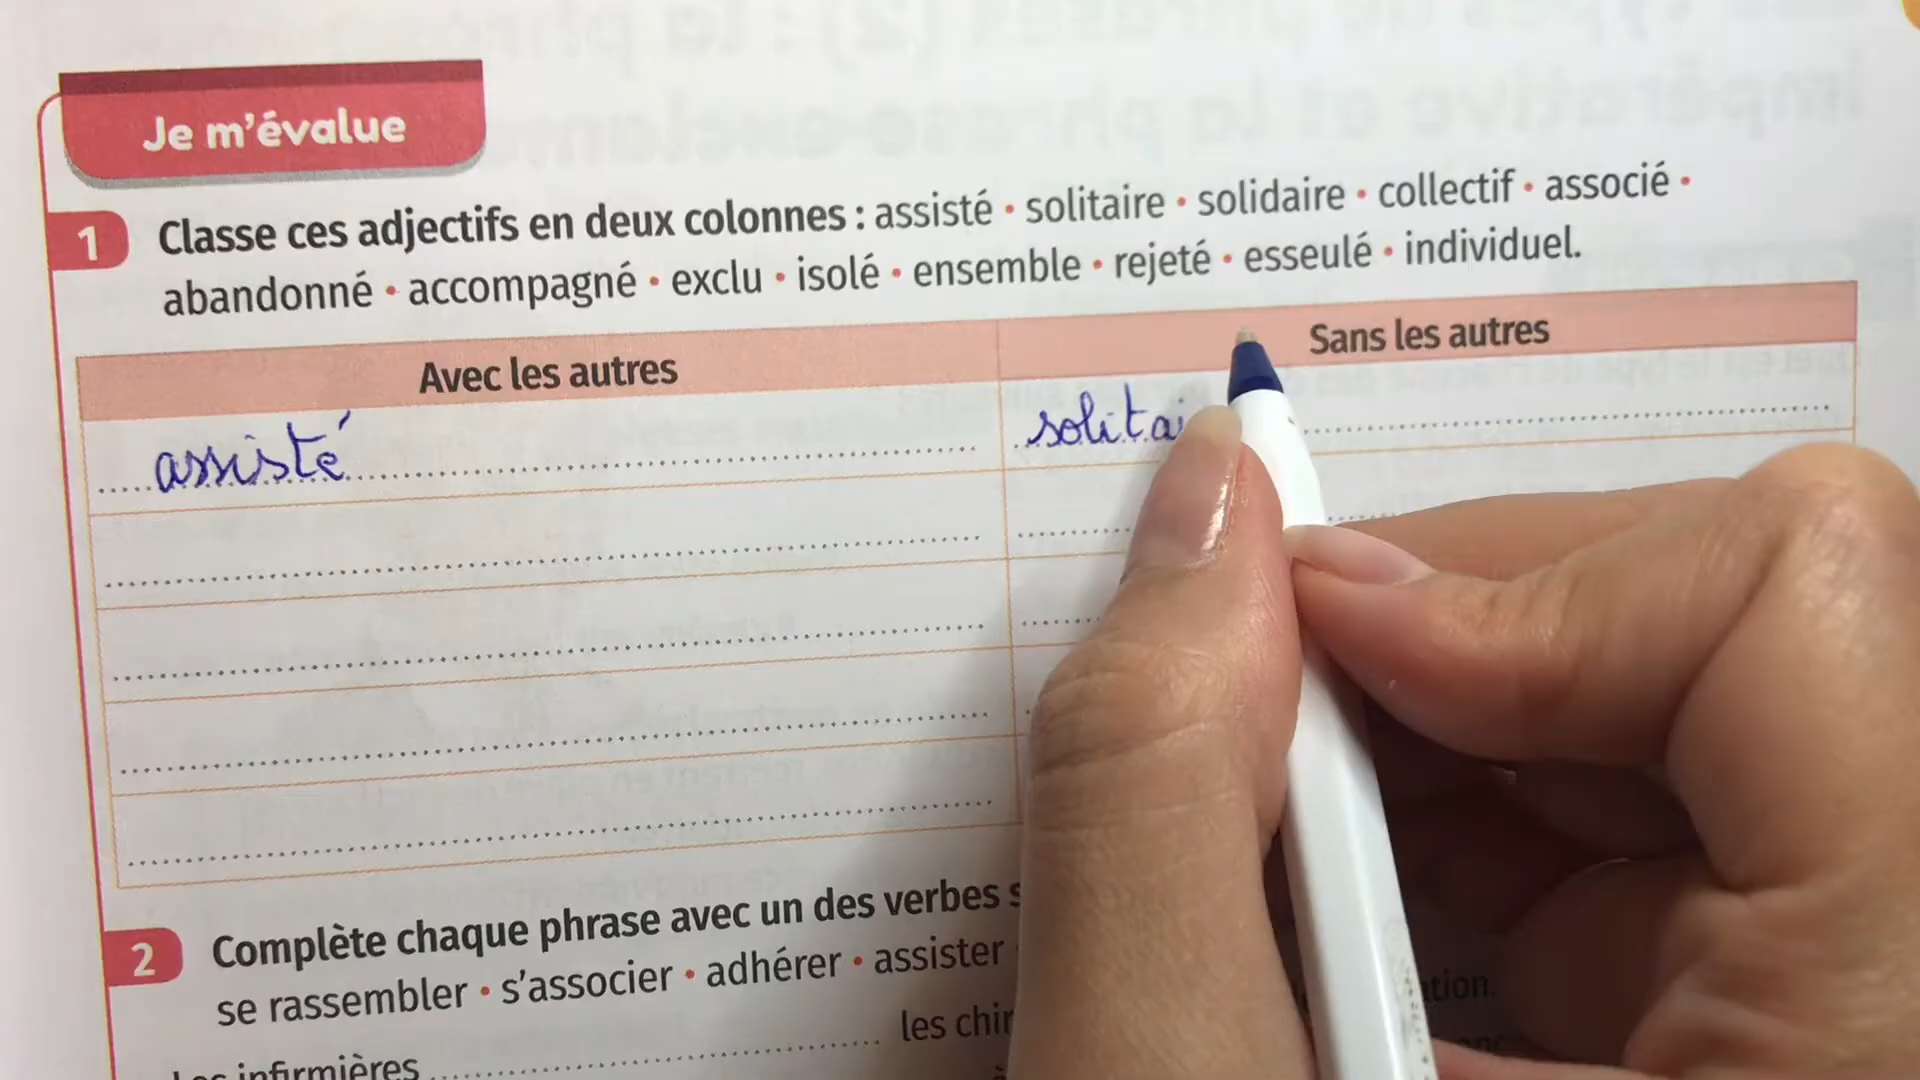 Je m'évalue
1 Classe ces adjectifs en deux colonnes : assisté • solitaire • solidaire • collectif • associé •
abandonné • accompagné • exclu • isolé • ensemble • rejeté • esseulé • individuel.
Avec les autres Sans les autres
assisté solitai
2 Complète chaque phrase avec un des verbes s
se rassembler • s'associer • adhérer • assister
infirmières les chir